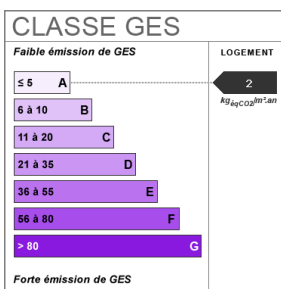 CLASSE GES
Faible émission de GES
LOGEMENT
≤ 5 A
2
kgéqCO2/m².an
6 à 10 B
11 à 20 C
21 à 35 D
36 à 55 E
56 à 80 F
> 80 G
Forte émission de GES